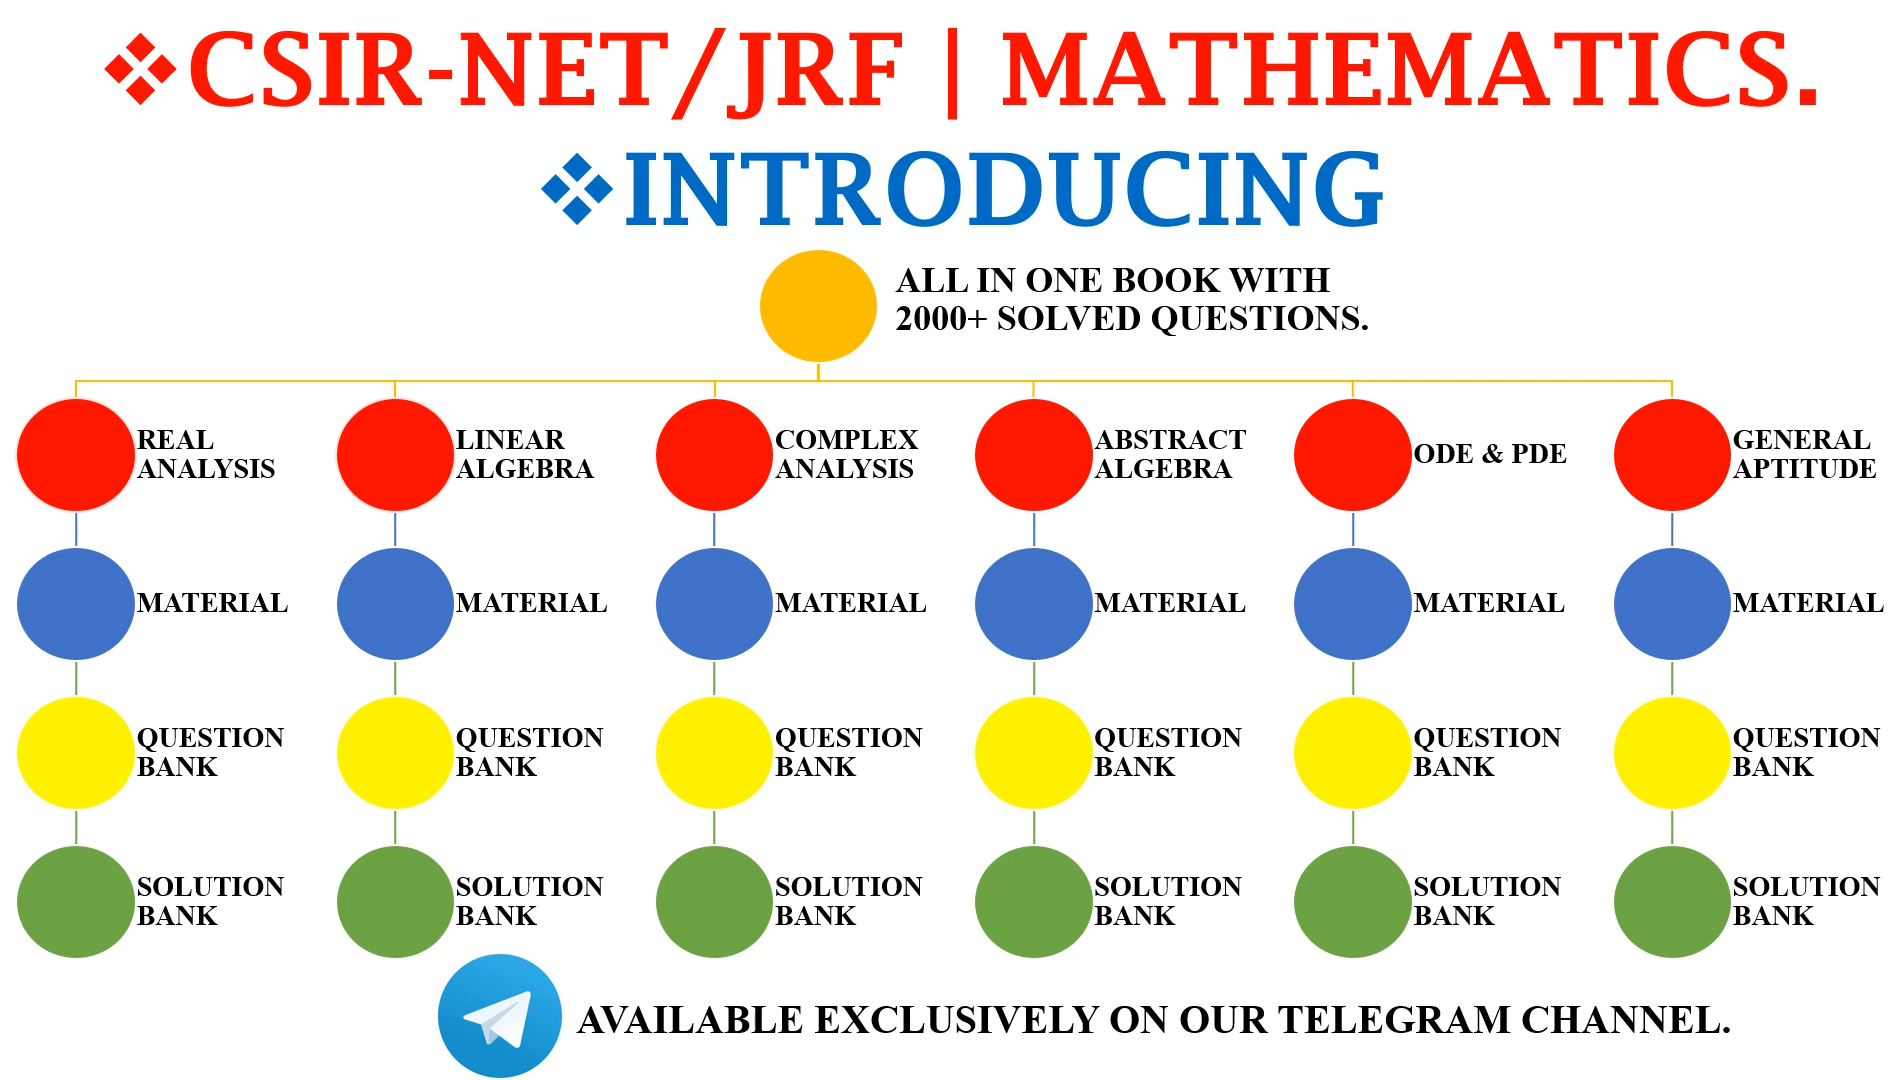 ❖CSIR-NET/JRF | MATHEMATICS.
❖INTRODUCING
ALL IN ONE BOOK WITH
2000+ SOLVED QUESTIONS.
REAL
ANALYSIS
LINEAR
ALGEBRA
COMPLEX
ANALYSIS
ABSTRACT
ALGEBRA
ODE & PDE
GENERAL
APTITUDE
MATERIAL
MATERIAL
MATERIAL
MATERIAL
MATERIAL
MATERIAL
QUESTION
BANK
QUESTION
BANK
QUESTION
BANK
QUESTION
BANK
QUESTION
BANK
QUESTION
BANK
SOLUTION
BANK
SOLUTION
BANK
SOLUTION
BANK
SOLUTION
BANK
SOLUTION
BANK
SOLUTION
BANK
AVAILABLE EXCLUSIVELY ON OUR TELEGRAM CHANNEL.